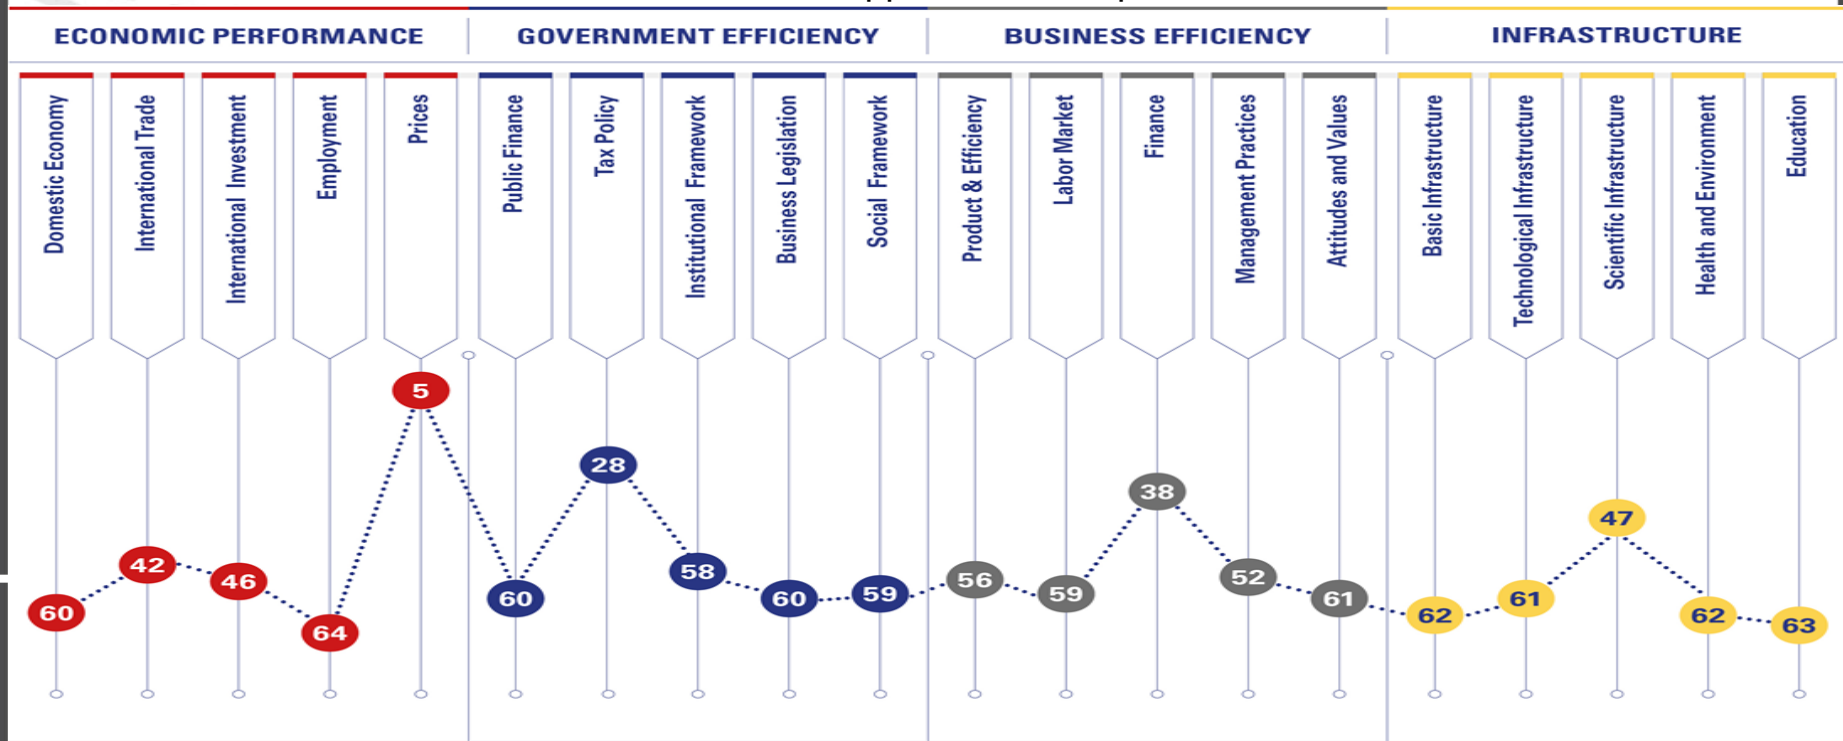 ECONOMIC PERFORMANCE
GOVERNMENT EFFICIENCY
BUSINESS EFFICIENCY
INFRASTRUCTURE
Domestic Economy
International Trade
International Investment
Employment
Prices
Public Finance
Tax Policy
Institutional Framework
Business Legislation
Social Framework
Product & Efficiency
Labor Market
Finance
Management Practices
Attitudes and Values
Basic Infrastructure
Technological Infrastructure
Scientific Infrastructure
Health and Environment
Education
60
42
46
64
5
60
28
58
60
59
56
59
38
52
61
62
61
47
62
63